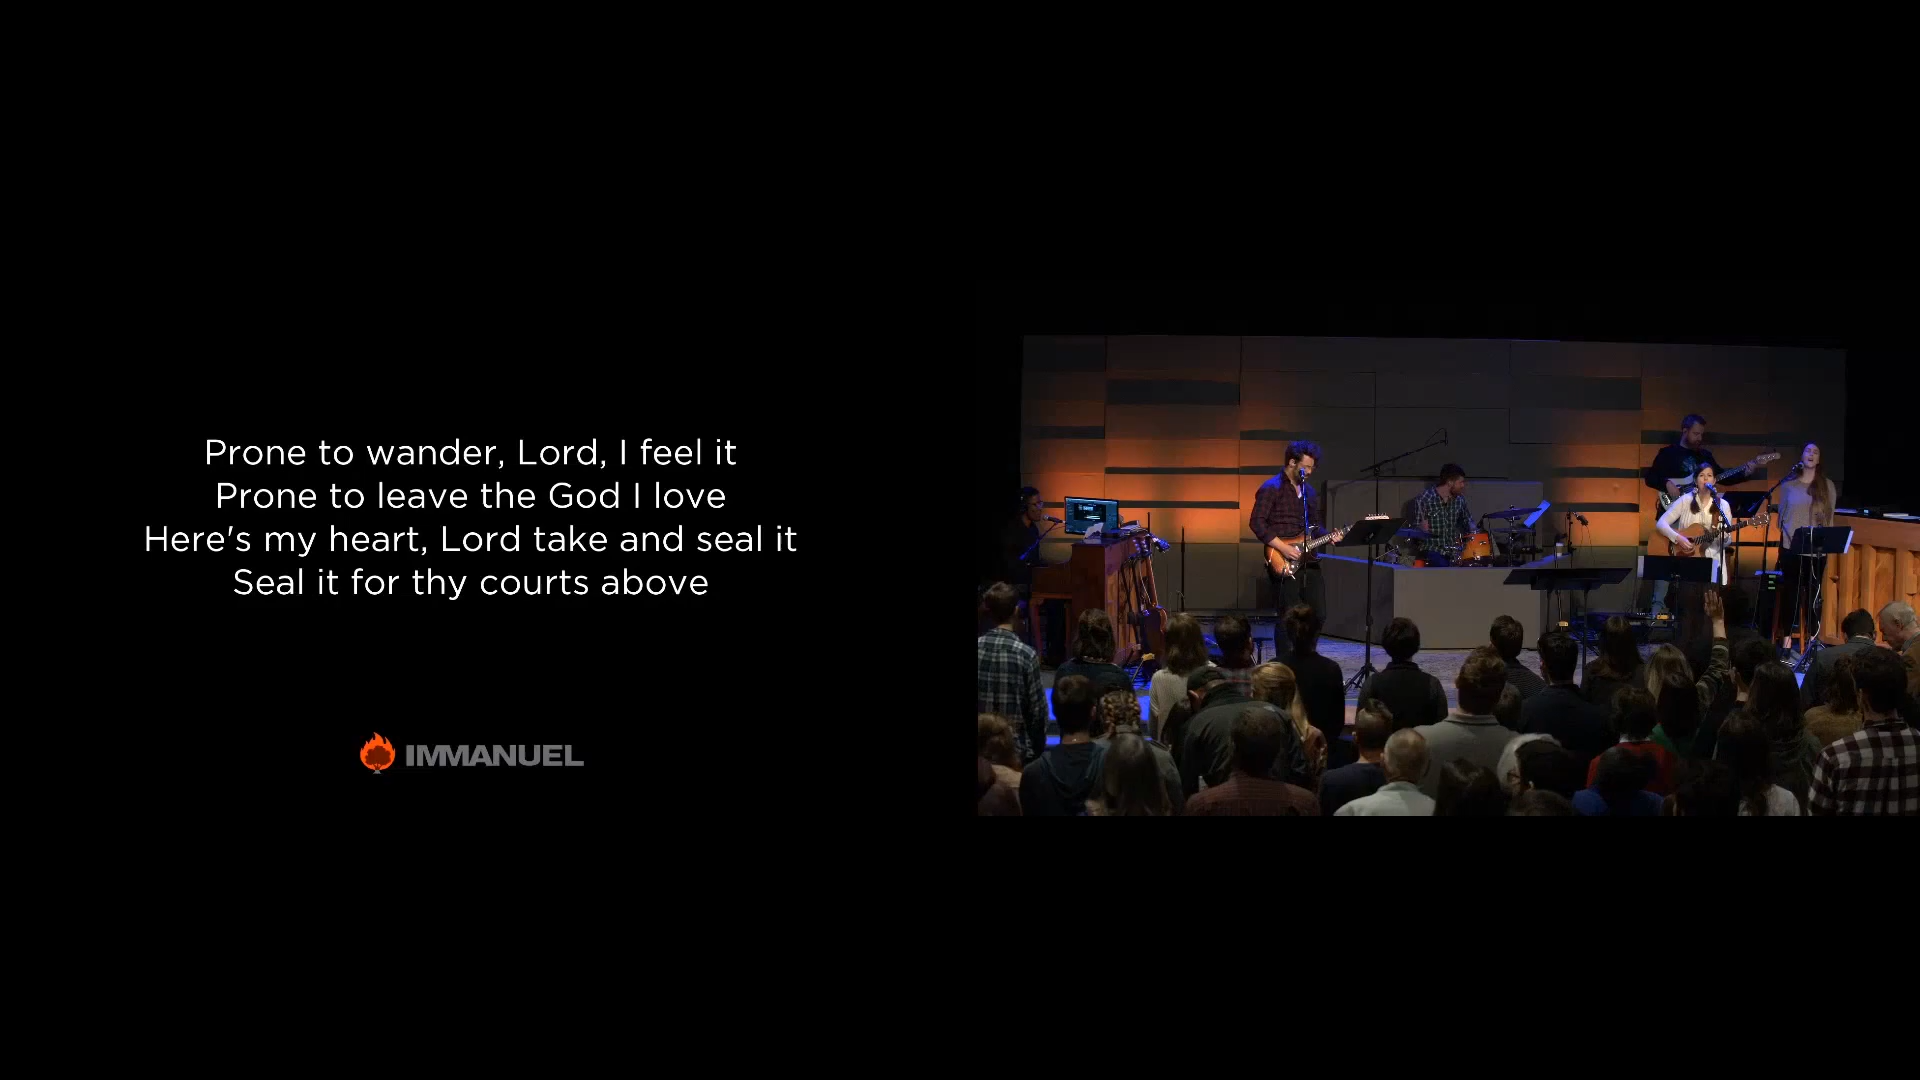 Prone to wander, Lord, I feel it
Prone to leave the God I love
Here's my heart, Lord take and seal it
Seal it for thy courts above
IMMANUEL